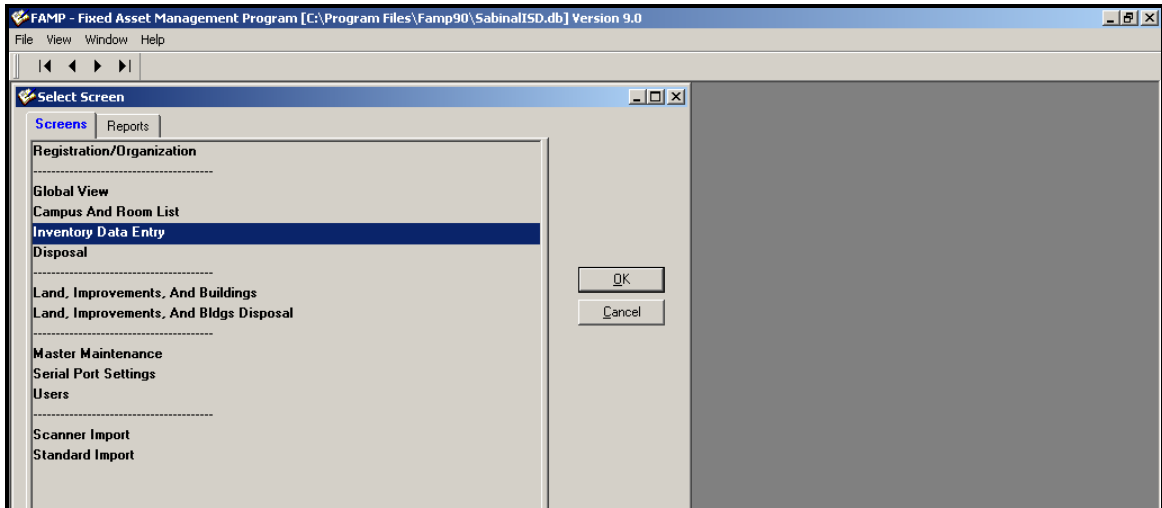 FAMP - Fixed Asset Management Program [C:\Program Files\Famp90\SabinalISD.db] Version 9.0
File View Window Help
Select Screen
Screens Reports
Registration/Organization
----------------------------------------
Global View
Campus And Room List
Inventory Data Entry
Disposal
----------------------------------------
Land, Improvements, And Buildings
Land, Improvements, And Bldgs Disposal
----------------------------------------
Master Maintenance
Serial Port Settings
Users
----------------------------------------
Scanner Import
Standard Import
OK
Cancel